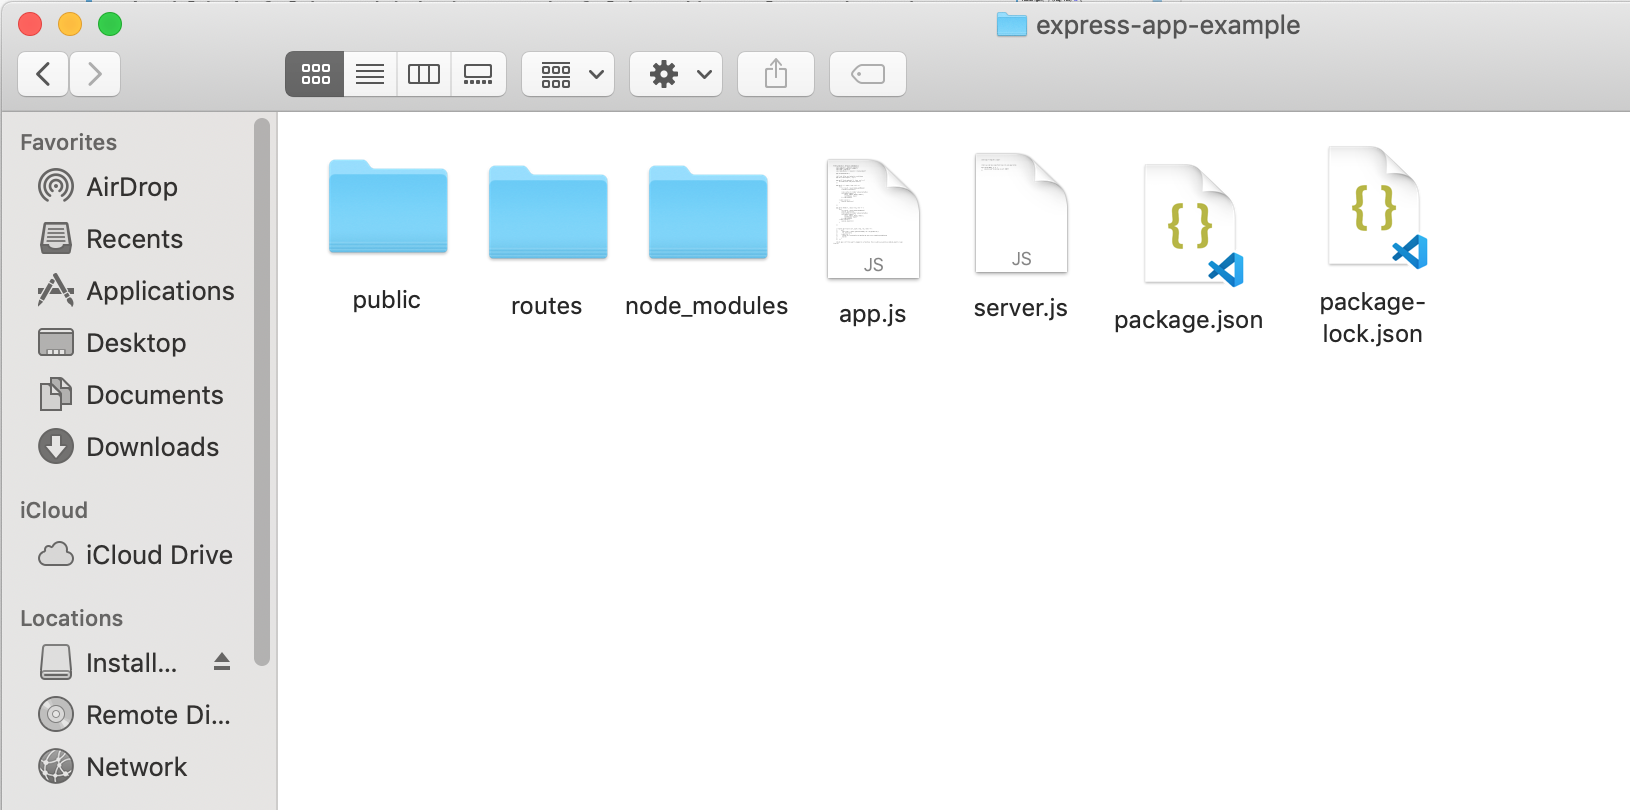 express-app-example
Favorites
AirDrop
Recents
Applications
Desktop
Documents
Downloads
iCloud
iCloud Drive
Locations
Install...
Remote Di...
Network
public
routes
node_modules
JS
app.js
JS
server.js
{ }
package.json
{ }
package-
lock.json